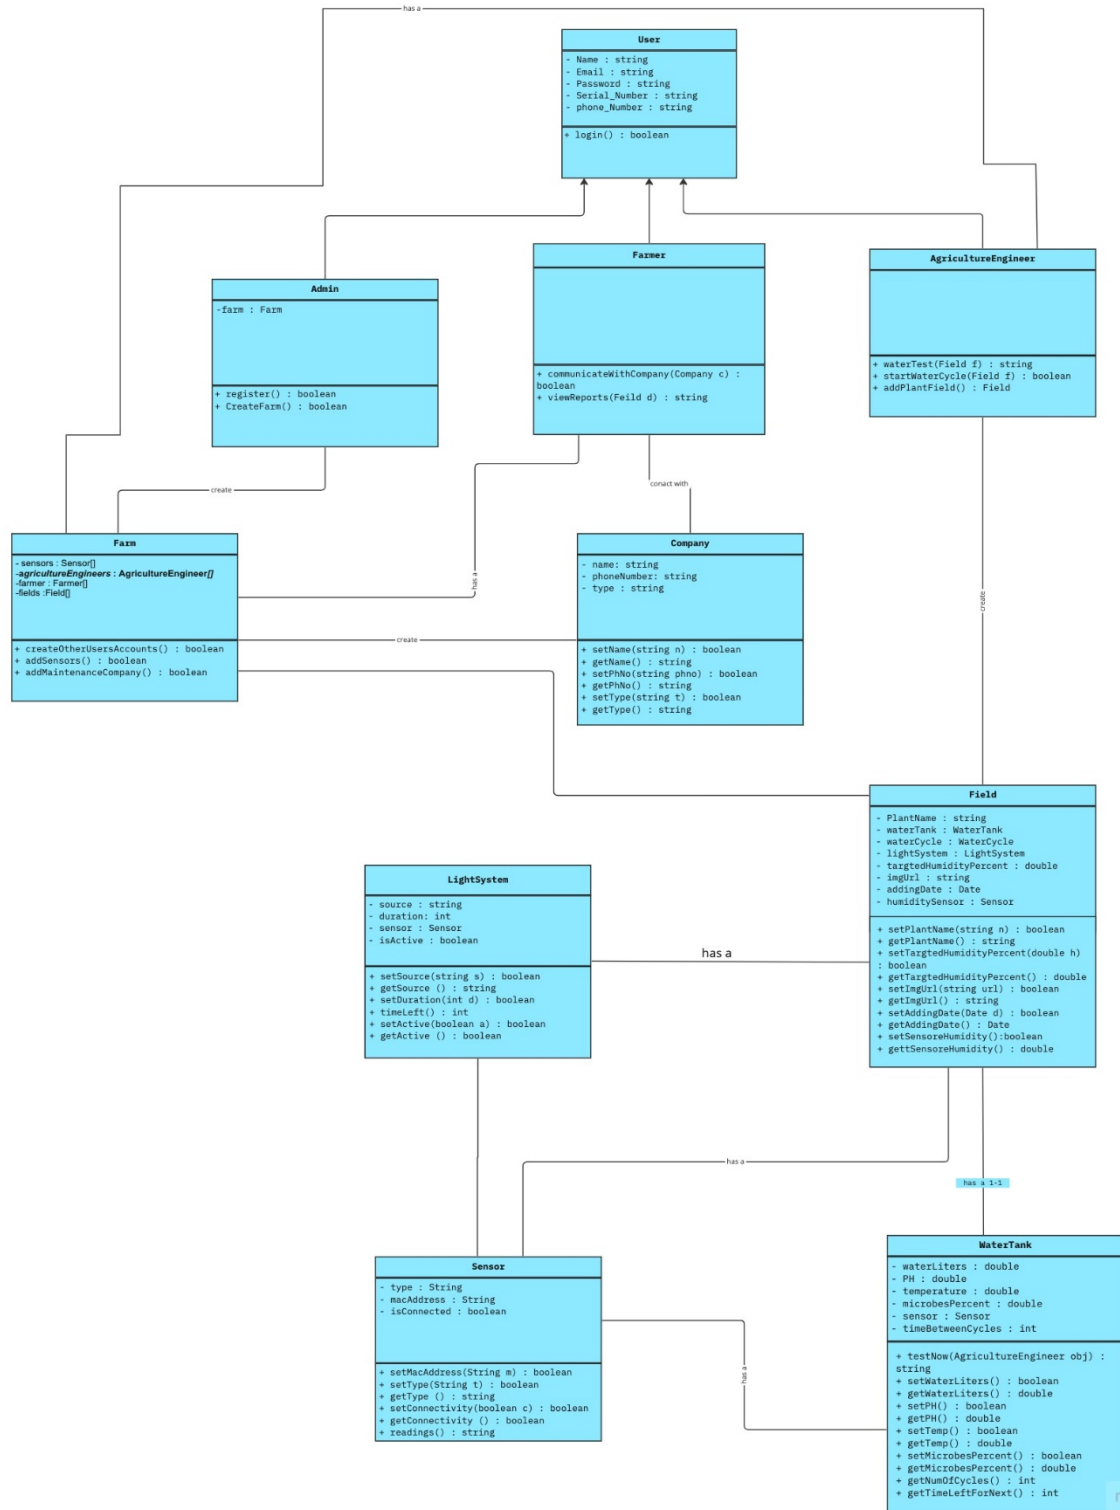 has a
User
- Name : string
- Email : string
- Password : string
- Serial_Number : string
- phone_Number : string
+ login() : boolean
Admin
-farm : Farm
+ register() : boolean
+ CreateFarm() : boolean
Farmer
+ communicateWithCompany(Company c) :
boolean
+ viewReports(Feild d) : string
AgricultureEngineer
+ waterTest(Field f) : string
+ startWaterCycle(Field f) : boolean
+ addPlantField() : Field
create
conact with
has a
create
Farm
- sensors : Sensor[]
-agricultureEngineers : AgricultureEngineer[]
-farmer : Farmer[]
-fields :Field[]
+ createOtherUsersAccounts() : boolean
+ addSensors() : boolean
+ addMaintenanceCompany() : boolean
create
Company
- name: string
- phoneNumber: string
- type : string
+ setName(string n) : boolean
+ getName() : string
+ setPhNo(string phno) : boolean
+ getPhNo() : string
+ setType(string t) : boolean
+ getType() : string
Field
- PlantName : string
- waterTank : WaterTank
- waterCycle : WaterCycle
- lightSystem : LightSystem
- targtedHumidityPercent : double
- imgUrl : string
- addingDate : Date
- humiditySensor : Sensor
+ setPlantName(string n) : boolean
+ getPlantName() : string
+ setTargtedHumidityPercent(double h)
: boolean
+ getTargtedHumidityPercent() : double
+ setImgUrl(string url) : boolean
+ getImgUrl() : string
+ setAddingDate(Date d) : boolean
+ getAddingDate() : Date
+ setSensoreHumidity():boolean
+ gettSensoreHumidity() : double
LightSystem
- source : string
- duration: int
- sensor : Sensor
- isActive : boolean
+ setSource(string s) : boolean
+ getSource () : string
+ setDuration(int d) : boolean
+ timeLeft() : int
+ setActive(boolean a) : boolean
+ getActive () : boolean
has a
has a
has a 1-1
Sensor
- type : String
- macAddress : String
- isConnected : boolean
+ setMacAddress(String m) : boolean
+ setType(String t) : boolean
+ getType () : string
+ setConnectivity(boolean c) : boolean
+ getConnectivity () : boolean
+ readings() : string
has a
WaterTank
- waterLiters : double
- PH : double
- temperature : double
- microbesPercent : double
- sensor : Sensor
- timeBetweenCycles : int
+ testNow(AgricultureEngineer obj) :
string
+ setWaterLiters() : boolean
+ getWaterLiters() : double
+ setPH() : boolean
+ getPH() : double
+ setTemp() : boolean
+ getTemp() : double
+ setMicrobesPercent() : boolean
+ getMicrobesPercent() : double
+ getNumOfCycles() : int
+ getTimeLeftForNext() : int